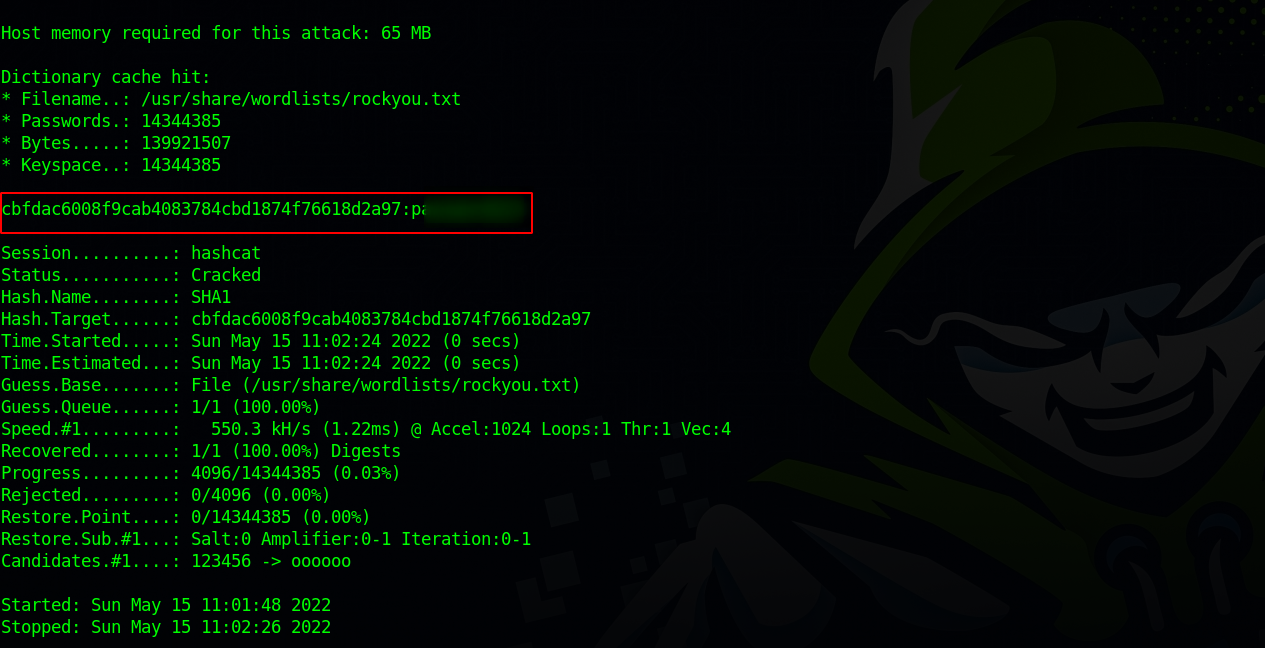 Host memory required for this attack: 65 MB
Dictionary cache hit:
* Filename..: /usr/share/wordlists/rockyou.txt
* Passwords.: 14344385
* Bytes.....: 139921507
* Keyspace..: 14344385
cbfdac6008f9cab4083784cbd1874f76618d2a97:pa
Session..........: hashcat
Status...........: Cracked
Hash.Name........: SHA1
Hash.Target......: cbfdac6008f9cab4083784cbd1874f76618d2a97
Time.Started.....: Sun May 15 11:02:24 2022 (0 secs)
Time.Estimated...: Sun May 15 11:02:24 2022 (0 secs)
Guess.Base.......: File (/usr/share/wordlists/rockyou.txt)
Guess.Queue......: 1/1 (100.00%)
Speed.#1.........:   550.3 kH/s (1.22ms) @ Accel:1024 Loops:1 Thr:1 Vec:4
Recovered........: 1/1 (100.00%) Digests
Progress.........: 4096/14344385 (0.03%)
Rejected.........: 0/4096 (0.00%)
Restore.Point....: 0/14344385 (0.00%)
Restore.Sub.#1...: Salt:0 Amplifier:0-1 Iteration:0-1
Candidates.#1....: 123456 -> oooooo
Started: Sun May 15 11:01:48 2022
Stopped: Sun May 15 11:02:26 2022